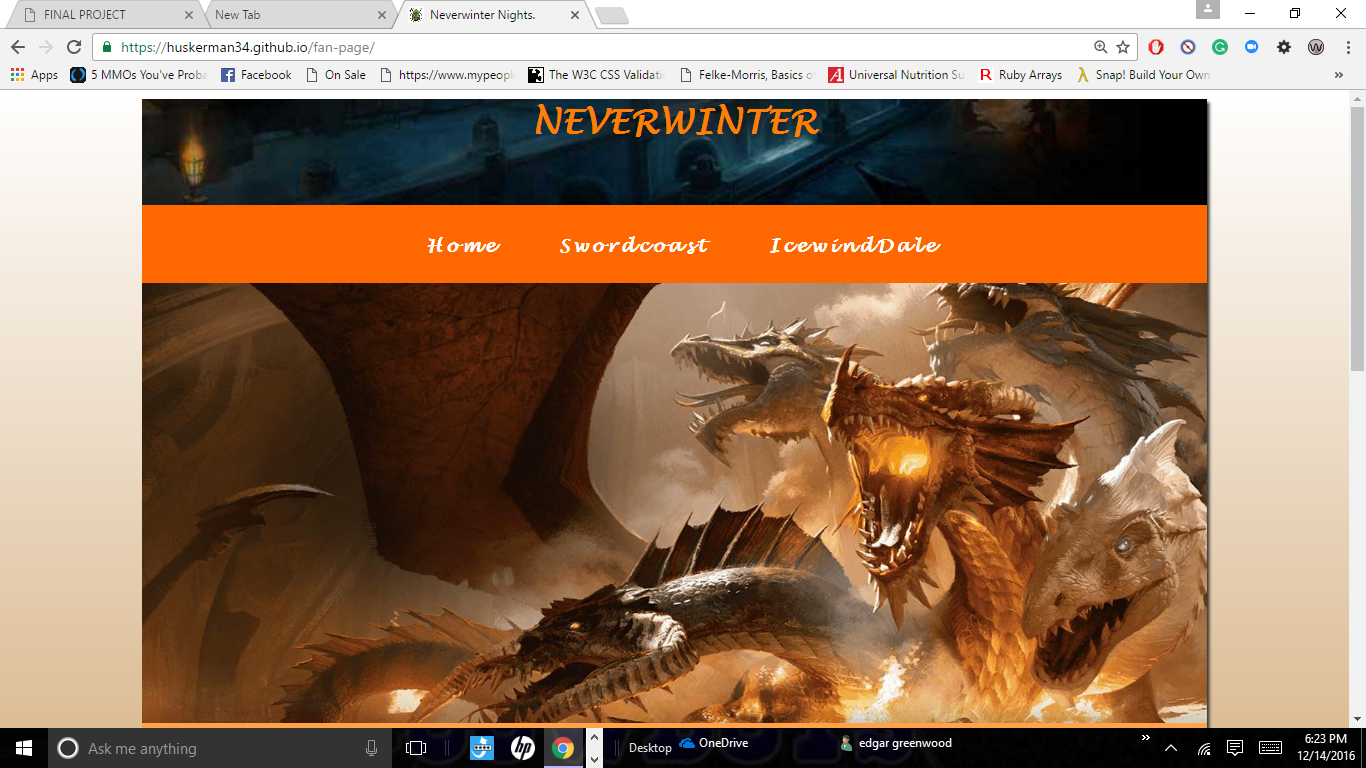 FINAL PROJECT
New Tab
Neverwinter Nights.
https://huskerman34.github.io/fan-page/
Apps
5 MMOs You've Proba
Facebook
On Sale
https://www.mypeopl
The W3C CSS Validati
Felke-Morris, Basics o
Universal Nutrition Su
Ruby Arrays
Snap! Build Your Own
»
NEVERWINTER
Home Swordcoast IcewindDale
Ask me anything
hp
Desktop
OneDrive
edgar greenwood
»
6:23 PM
12/14/2016